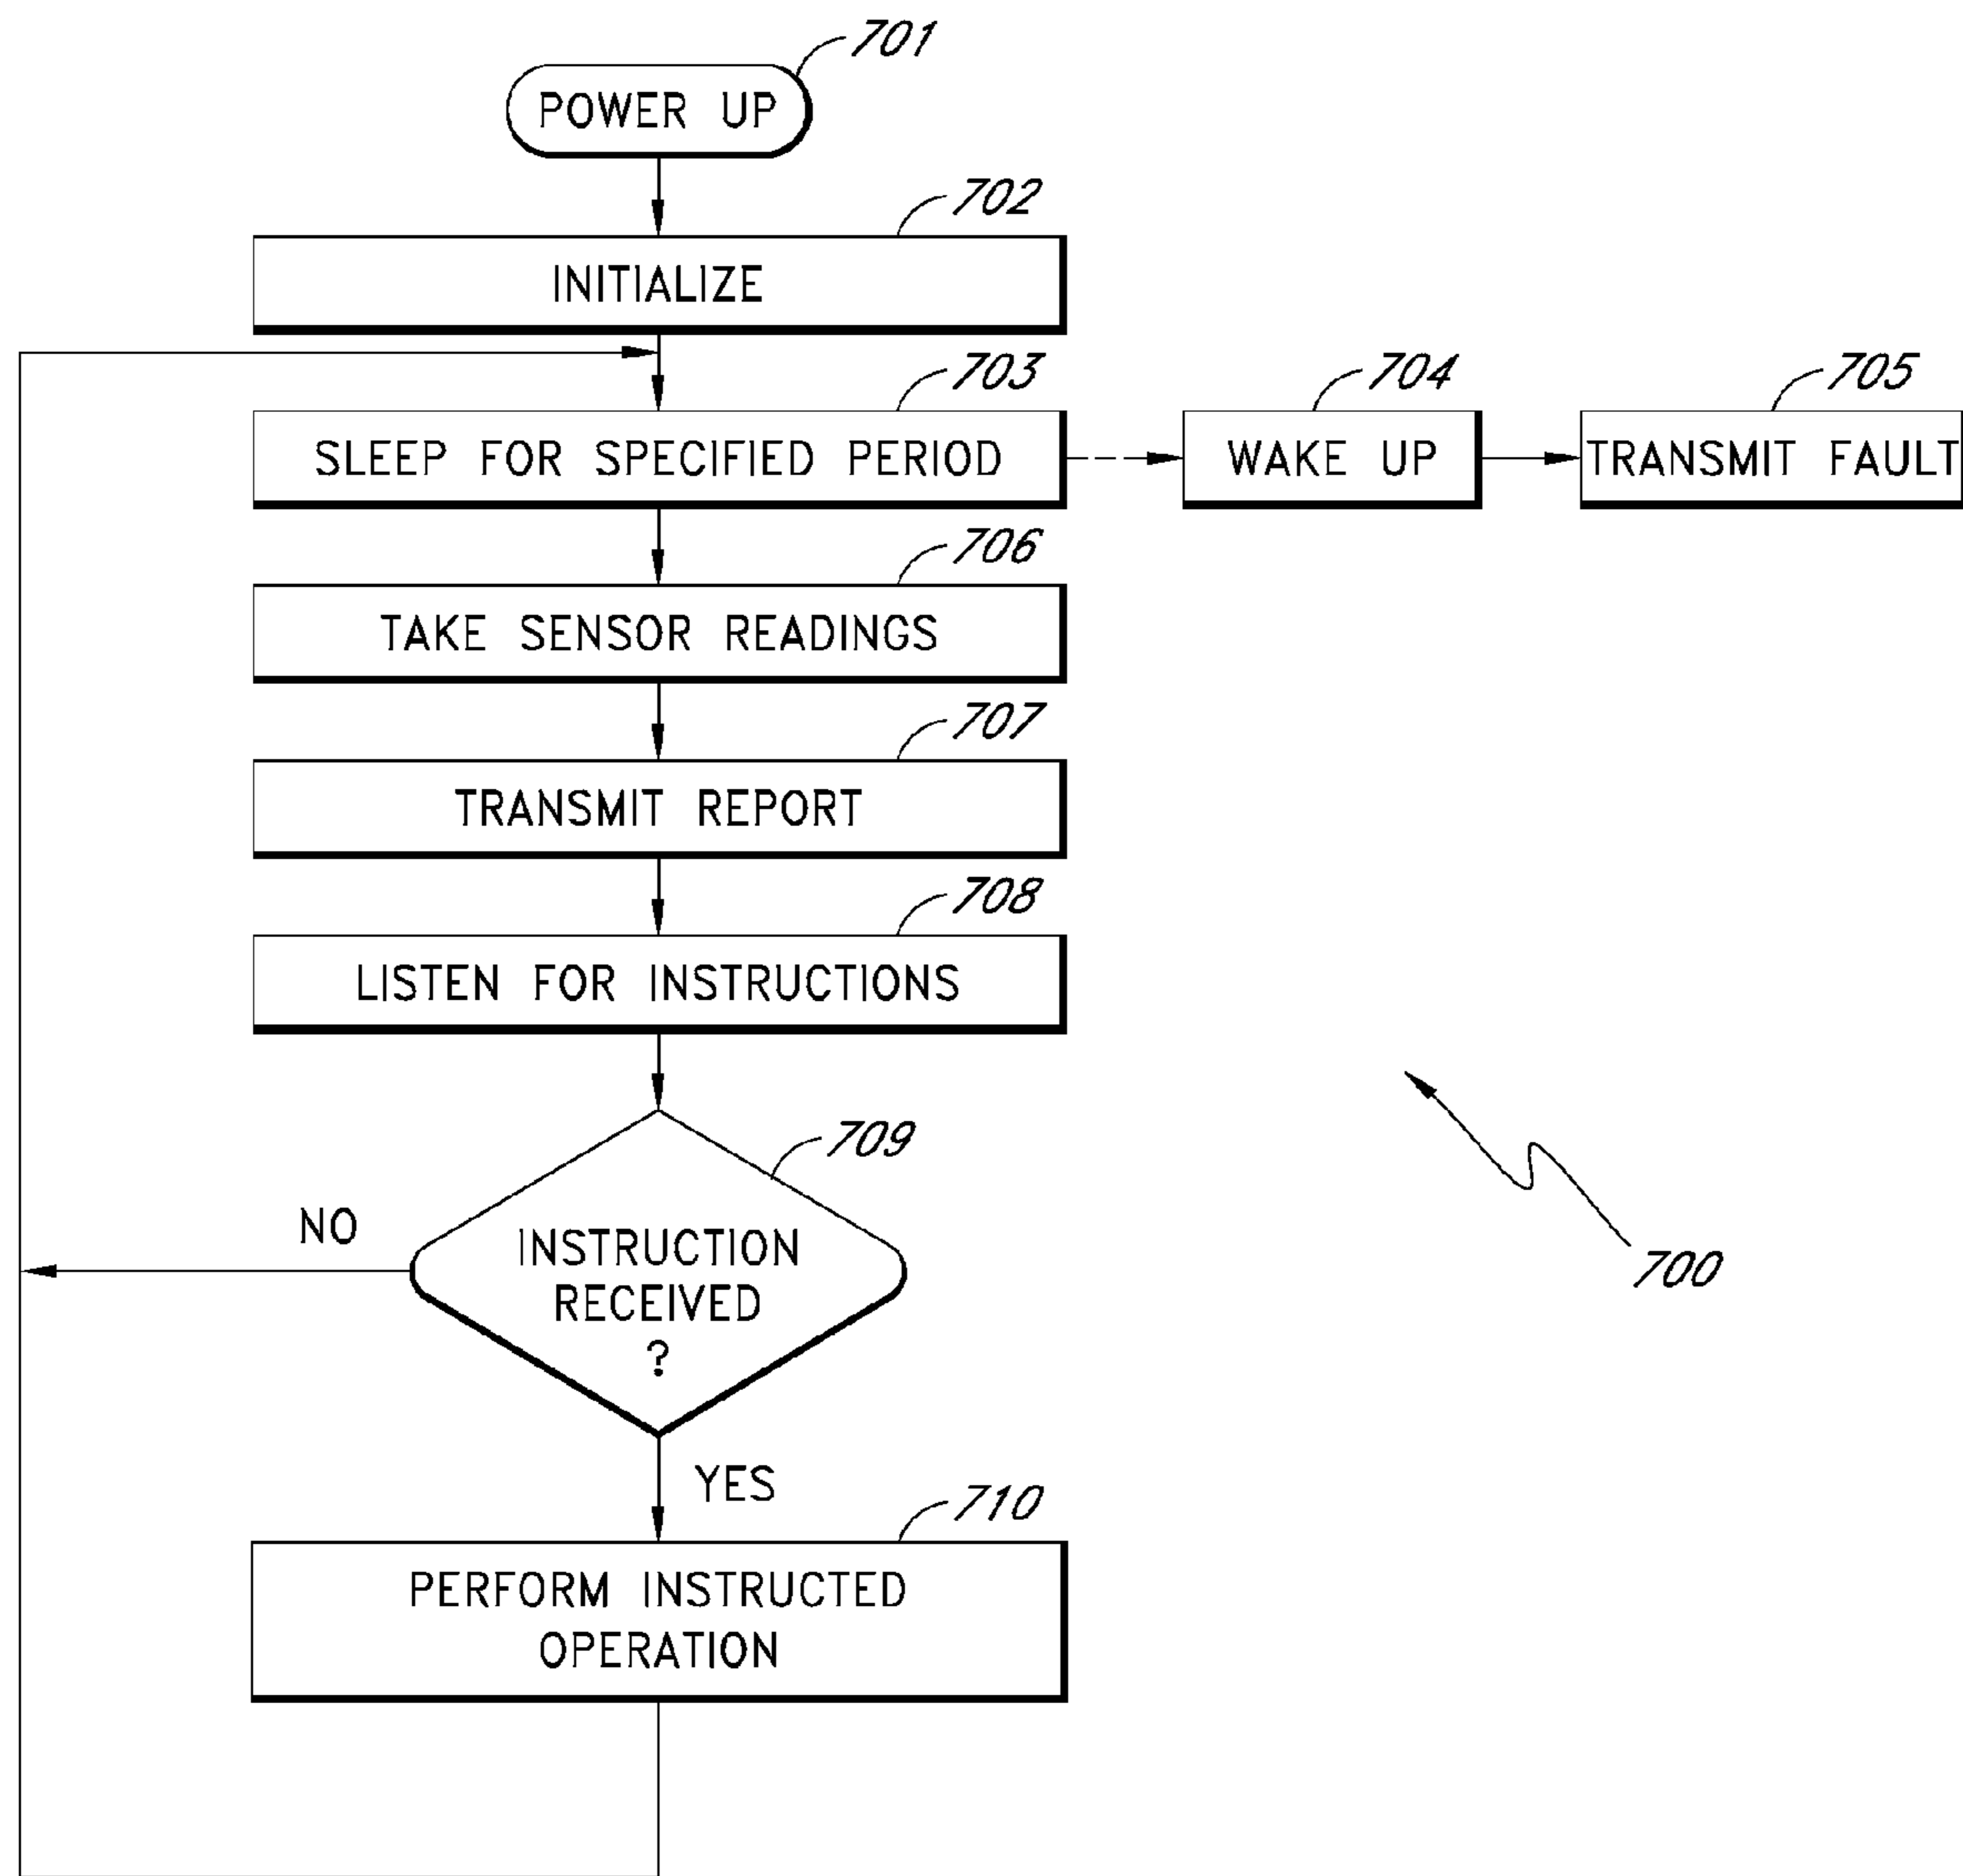 701
POWER UP
702
INITIALIZE
703
SLEEP FOR SPECIFIED PERIOD
704
WAKE UP
705
TRANSMIT FAULT
706
TAKE SENSOR READINGS
707
TRANSMIT REPORT
708
LISTEN FOR INSTRUCTIONS
709
INSTRUCTION
RECEIVED
?
NO
700
YES
710
PERFORM INSTRUCTED
OPERATION